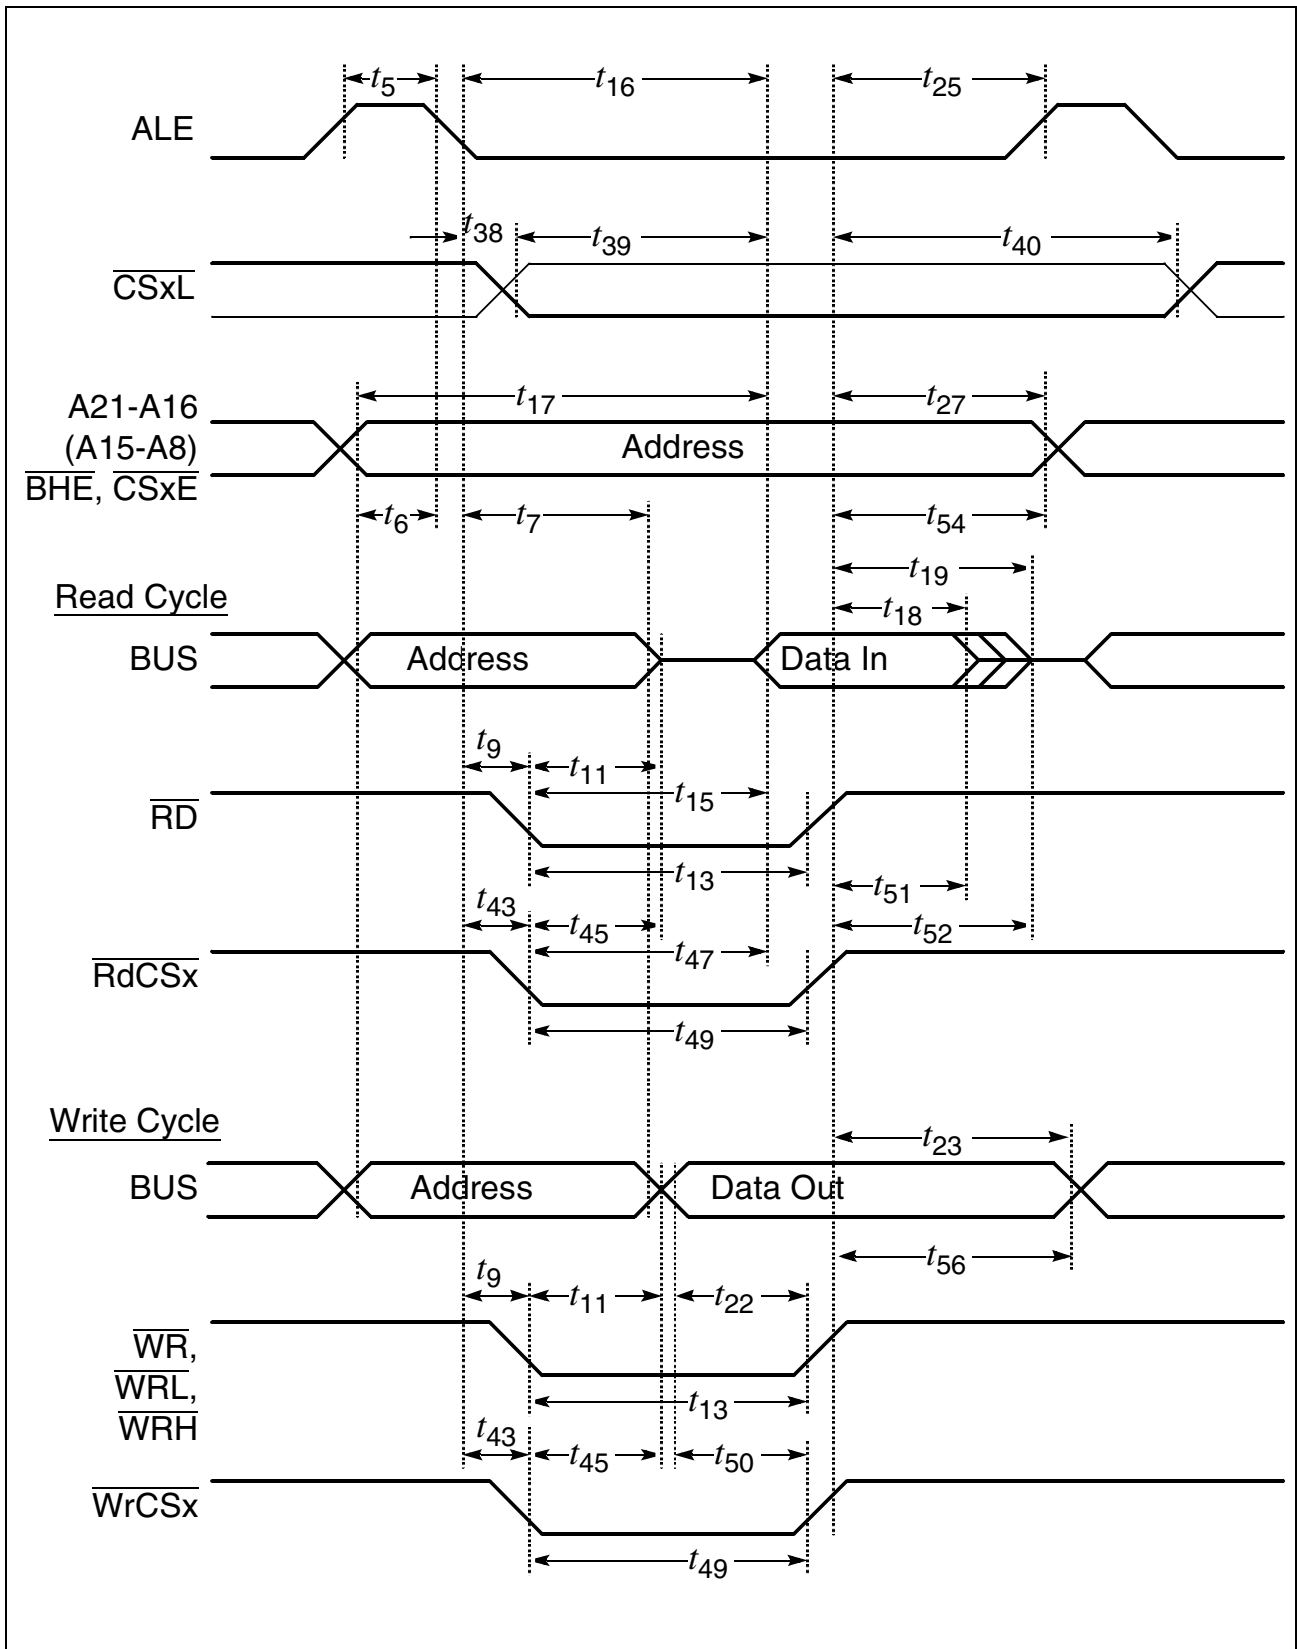 t5
t16
t25
ALE
t38
t39
t40
CSxL
t17
t27
A21-A16
(A15-A8)
BHE, CSxE
Address
t6
t7
t54
t19
t18
Read Cycle
BUS
Address
Data In
t9
t11
t15
RD
t13
t51
t43
t45
t52
t47
RdCSx
t49
Write Cycle
t23
BUS
Address
Data Out
t56
t9
t11
t22
WR,
WRL,
WRH
t13
t43
t45
t50
WrCSx
t49